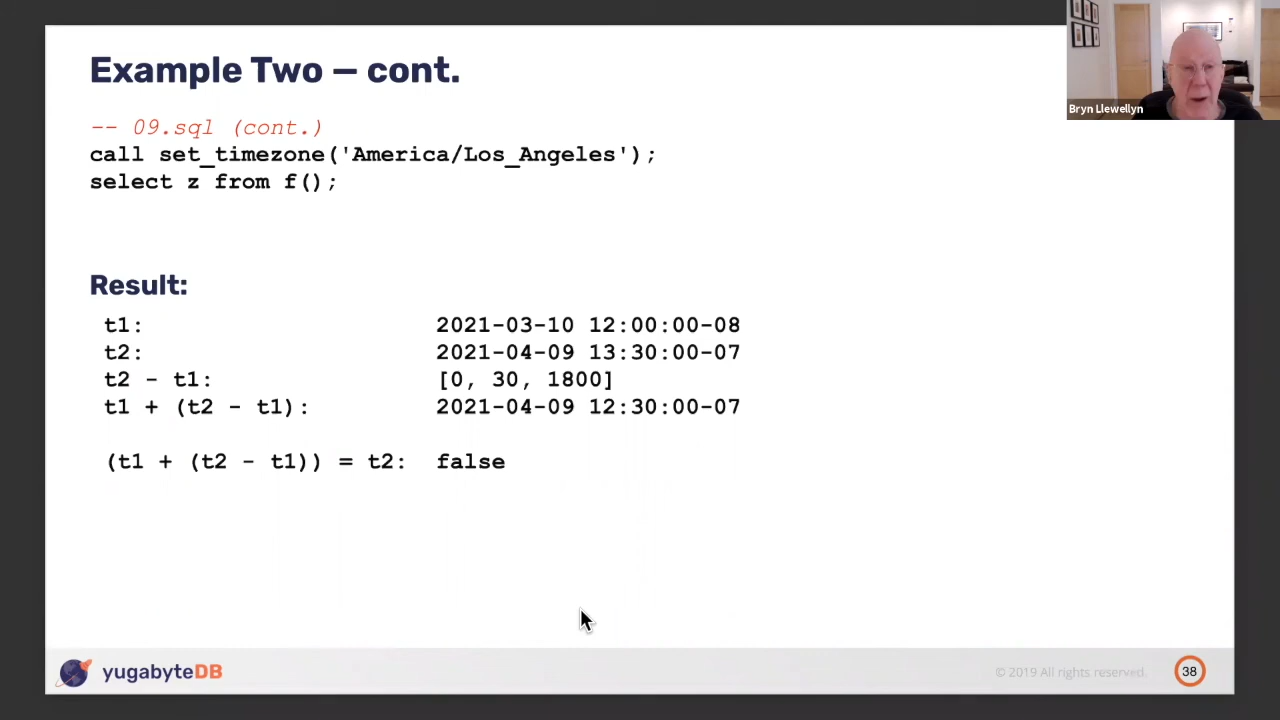 Example Two — cont.
Bryn Llewellyn
-- 09.sql (cont.)
call set_timezone('America/Los_Angeles');
select z from f();
Result:
t1: 2021-03-10 12:00:00-08
t2: 2021-04-09 13:30:00-07
t2 - t1: [0, 30, 1800]
t1 + (t2 - t1): 2021-04-09 12:30:00-07
(t1 + (t2 - t1)) = t2: false
yugabyteDB
© 2019 All rights reserved.
38